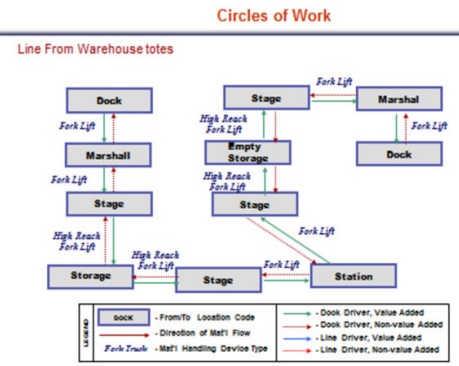 Circles of Work
Line From Warehouse totes
Dock
Fork Lift
Marshall
Fork Lift
Stage
High Reach
Fork Lift
Storage
High Reach
Fork Lift
Stage
Fork Lift
Station
Fork Lift
Stage
High Reach
Fork Lift
Empty
Storage
High Reach
Fork Lift
Stage
Fork Lift
Marshal
Fork Lift
Dock
LEGEND
DOCK - From/To Location Code
- Direction of Mat'l Flow
Fork Truck - Mat'l Handling Device Type
- Dook Driver, Value Added
- Dook Driver, Non-value Added
- Line Driver, Value Added
- Line Driver, Non-value Added